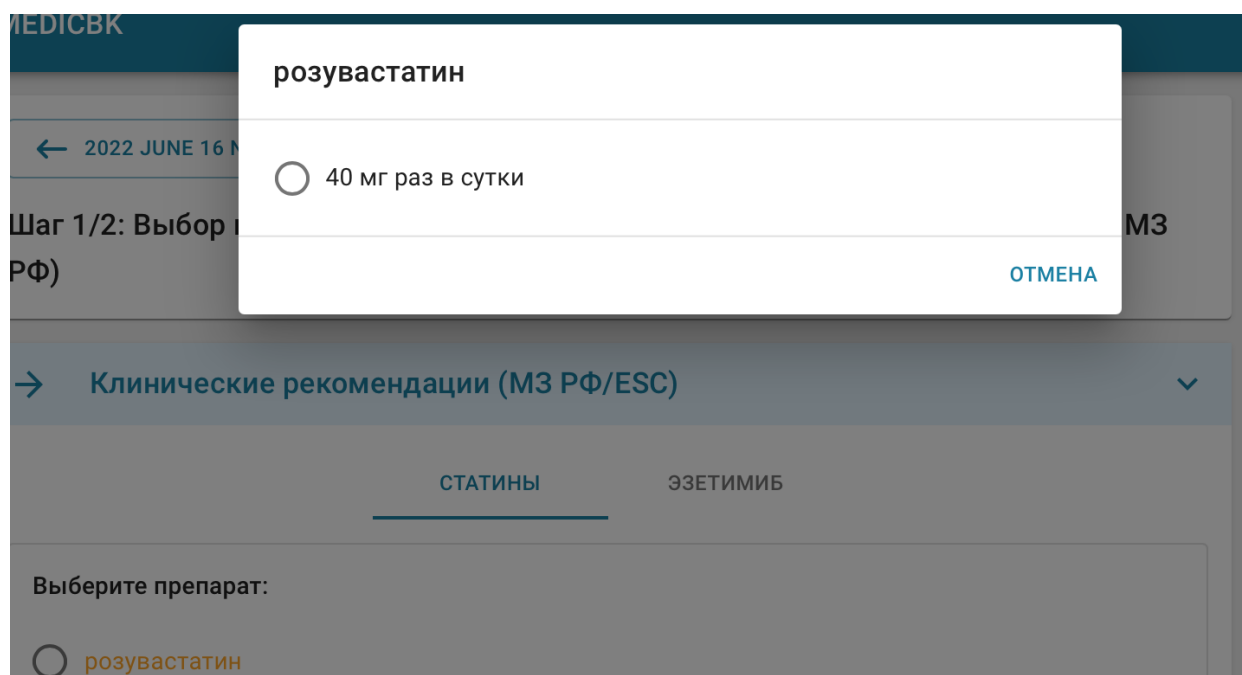 MEDICBK
розувастатин
← 2022 JUNE 16
40 мг раз в сутки
Шаг 1/2: Выбор МЗ
РФ)
ОТМЕНА
→ Клинические рекомендации (МЗ РФ/ESC)
СТАТИНЫ ЭЗЕТИМИБ
Выберите препарат:
розувастатин